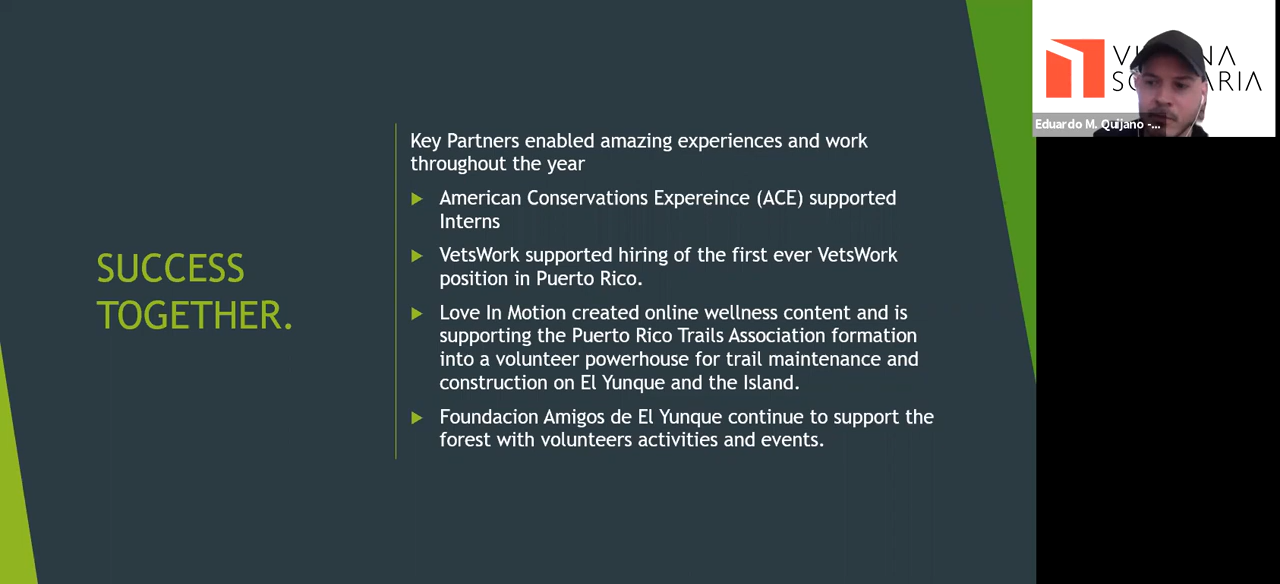 Key Partners enabled amazing experiences and work
throughout the year
American Conservations Expereince (ACE) supported
Interns
VetsWork supported hiring of the first ever VetsWork
position in Puerto Rico.
SUCCESS
TOGETHER.
Love In Motion created online wellness content and is
supporting the Puerto Rico Trails Association formation
into a volunteer powerhouse for trail maintenance and
construction on El Yunque and the Island.
Foundacion Amigos de El Yunque continue to support the
forest with volunteers activities and events.
Eduardo M. Quijano -...